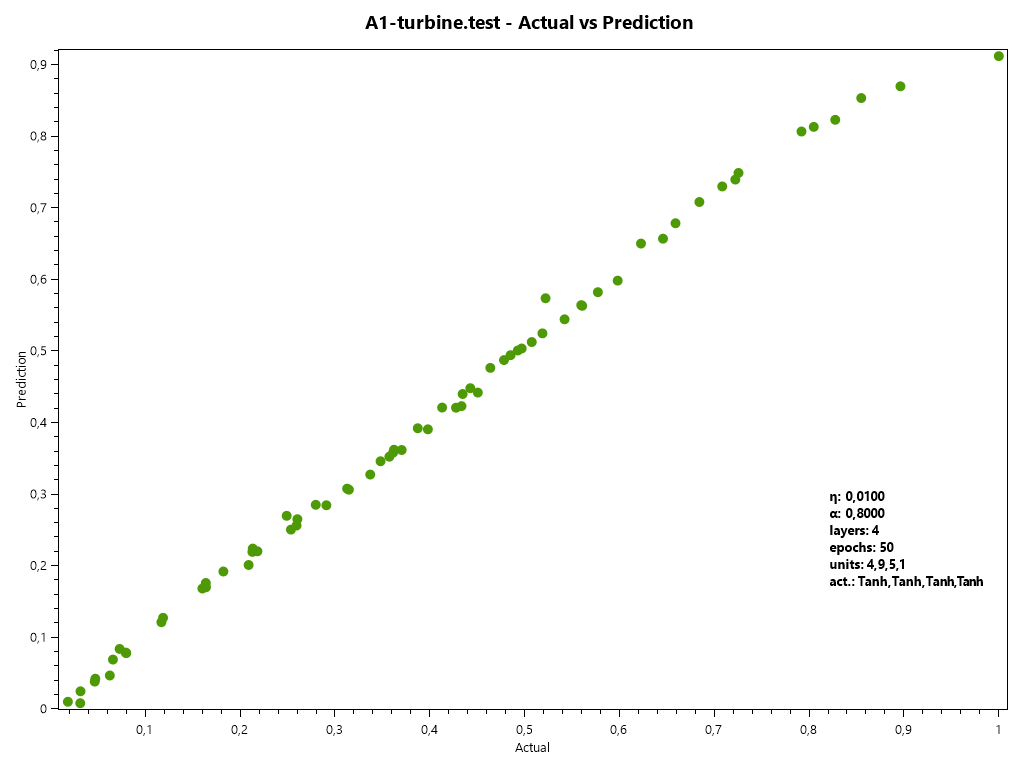 A1-turbine.test - Actual vs Prediction
0,9
0,8
0,7
0,6
0,5
0,4
0,3
0,2
0,1
0
Prediction
η: 0,0100
α: 0,8000
layers: 4
epochs: 50
units: 4,9,5,1
act.: Tanh,Tanh,Tanh,Tanh
0,1 0,2 0,3 0,4 0,5 0,6 0,7 0,8 0,9 1
Actual